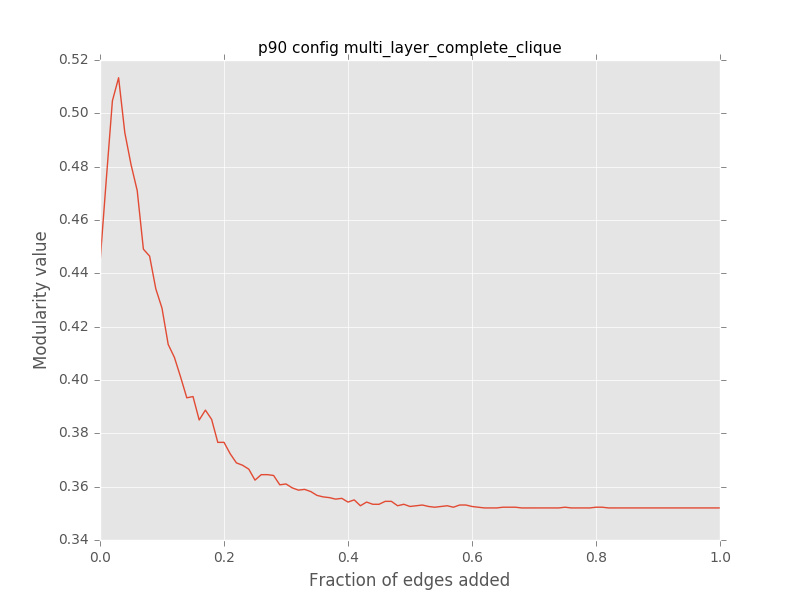 p90 config multi_layer_complete_clique
0.52
0.50
0.48
0.46
0.44
0.42
0.40
0.38
0.36
0.34
Modularity value
0.0 0.2 0.4 0.6 0.8 1.0
Fraction of edges added